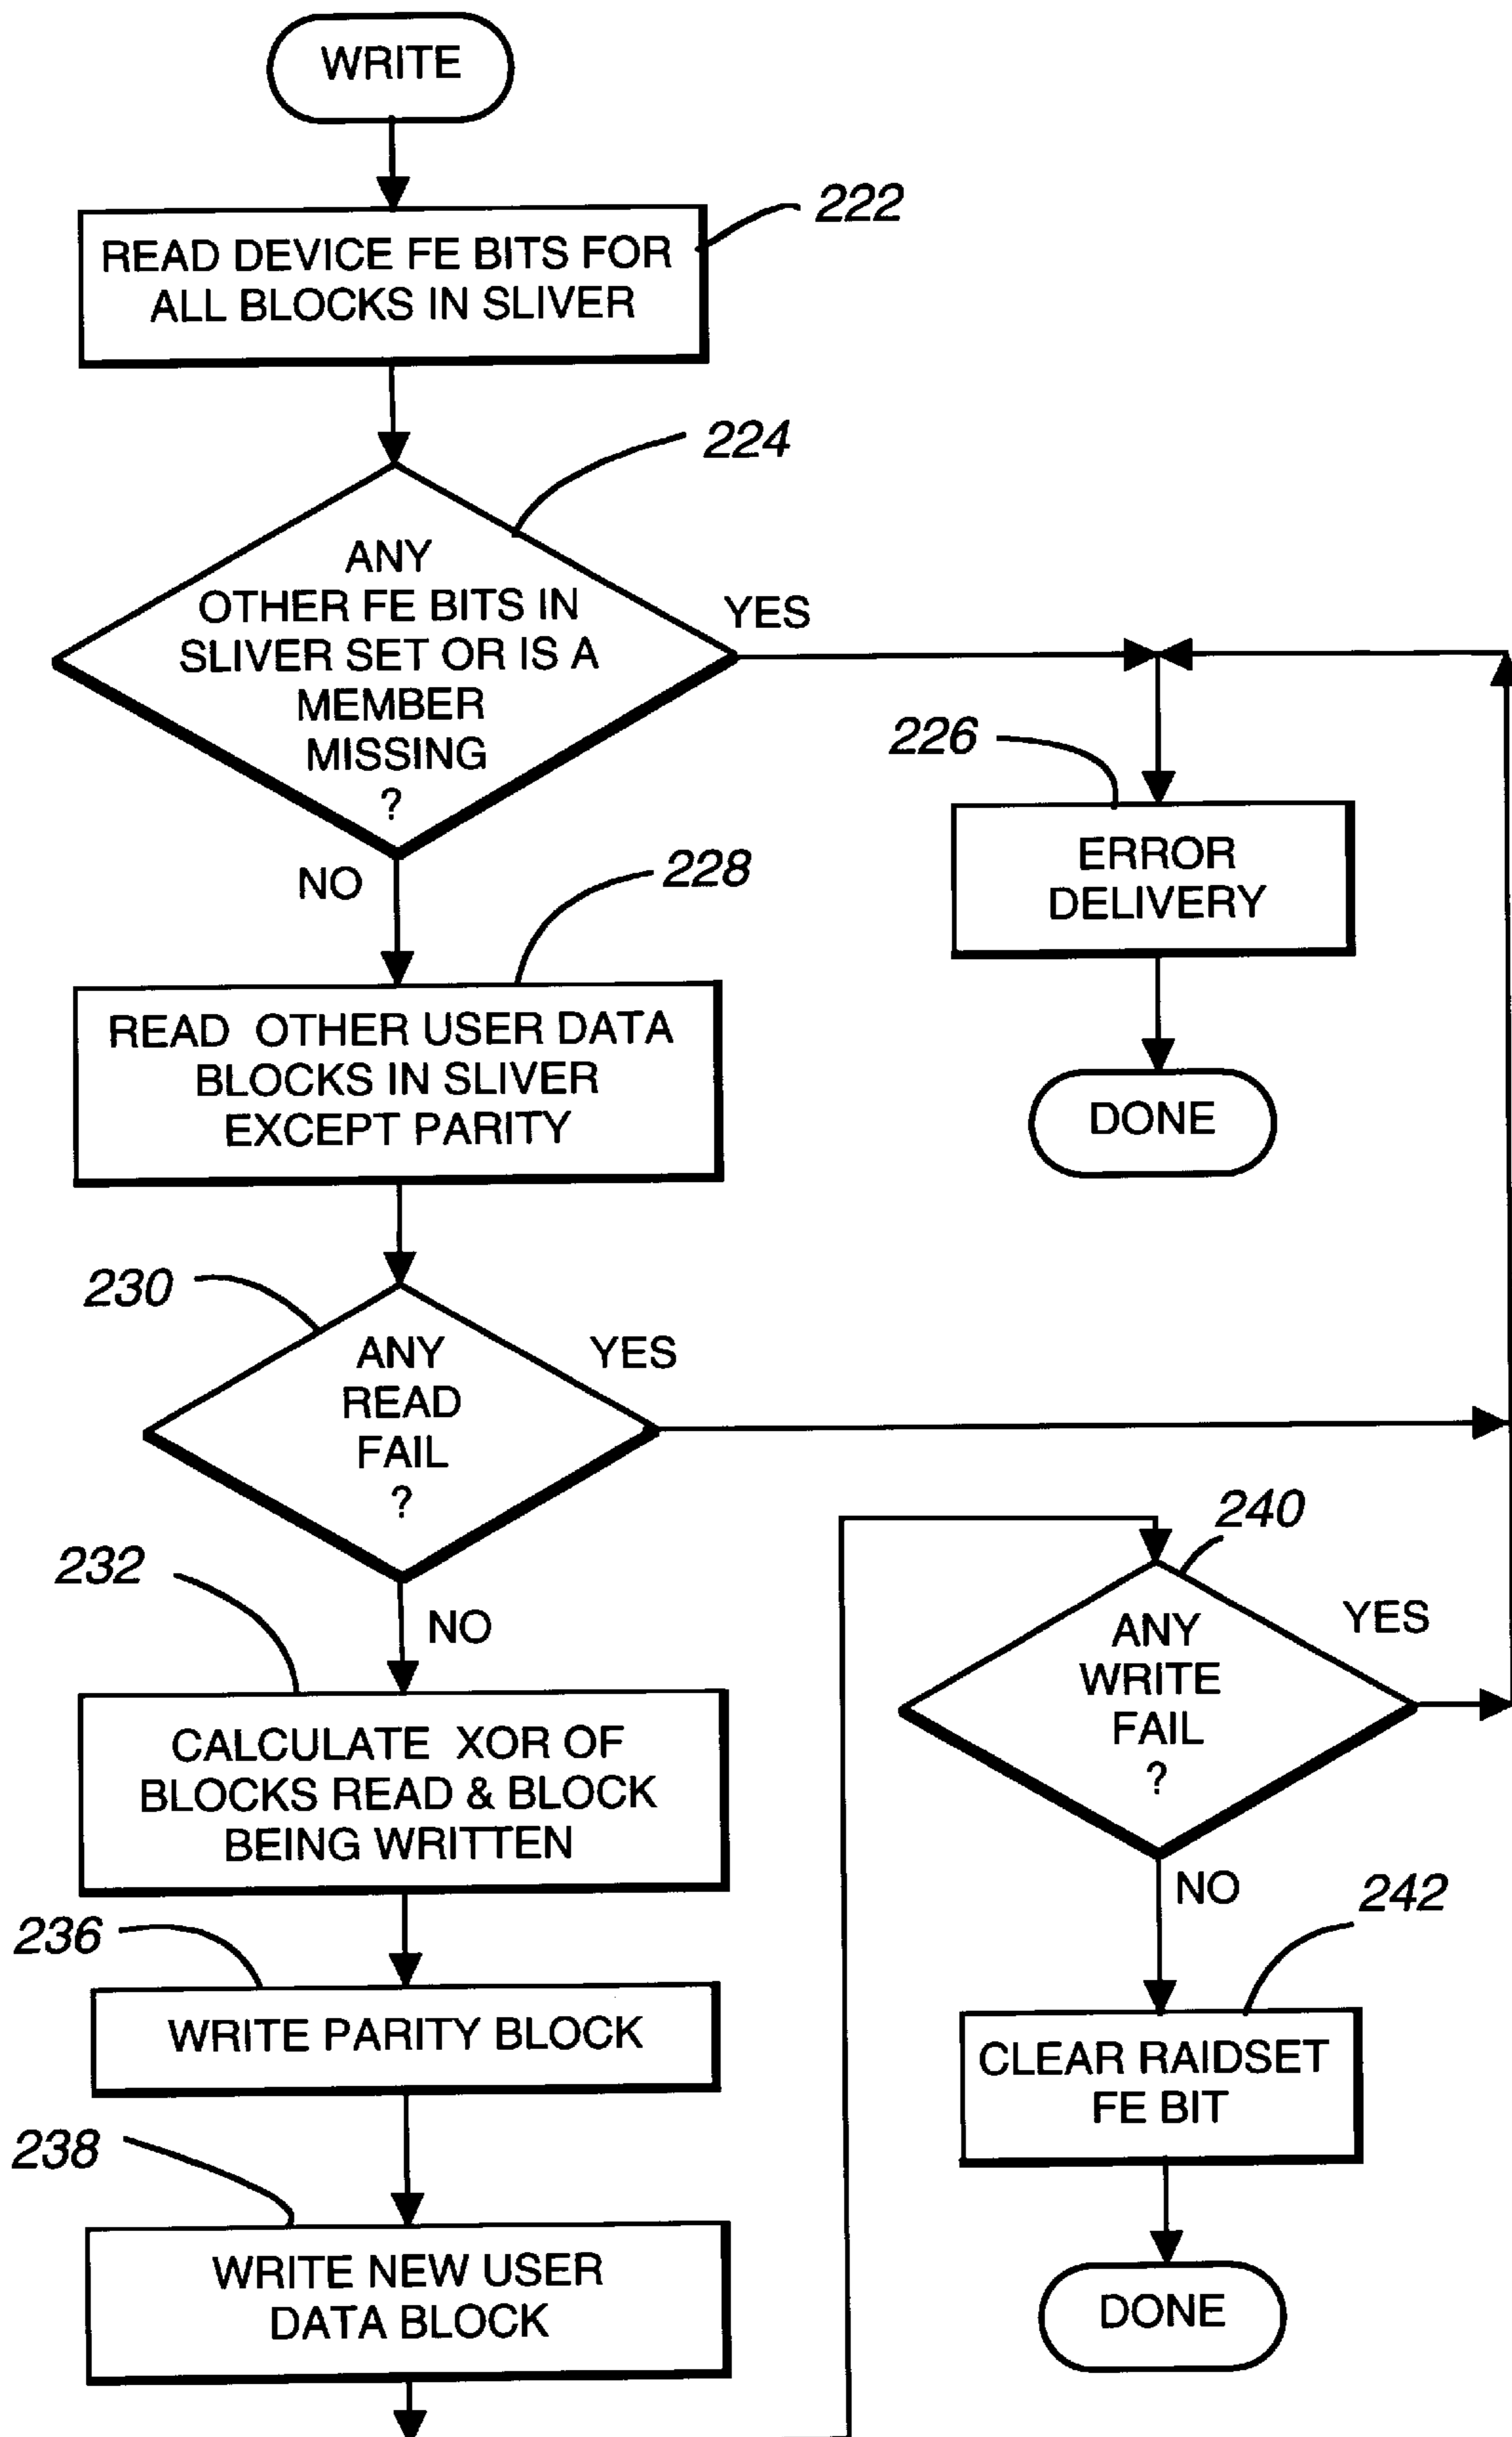 WRITE
222
READ DEVICE FE BITS FOR
ALL BLOCKS IN SLIVER
224
ANY
OTHER FE BITS IN
SLIVER SET OR IS A
MEMBER
MISSING
?
YES
NO
226
ERROR
DELIVERY
DONE
228
READ OTHER USER DATA
BLOCKS IN SLIVER
EXCEPT PARITY
230
ANY
READ
FAIL
?
YES
NO
232
CALCULATE XOR OF
BLOCKS READ & BLOCK
BEING WRITTEN
236
WRITE PARITY BLOCK
238
WRITE NEW USER
DATA BLOCK
240
ANY
WRITE
FAIL
?
YES
NO
242
CLEAR RAIDSET
FE BIT
DONE